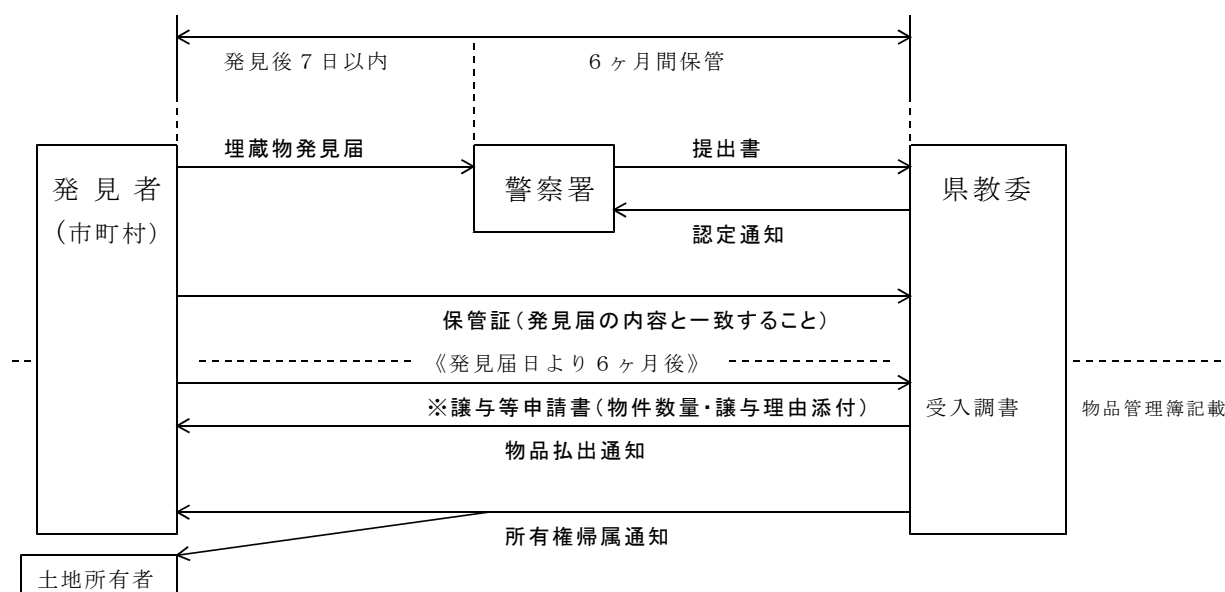 発見後７日以内
６ヶ月間保管
埋蔵物発見届
提出書
発見者
(市町村)
警察署
県教委
認定通知
保管証(発見届の内容と一致すること)
《発見届日より６ヶ月後》
※譲与等申請書(物件数量・譲与理由添付)
受入調書
物品管理簿記載
物品払出通知
所有権帰属通知
土地所有者